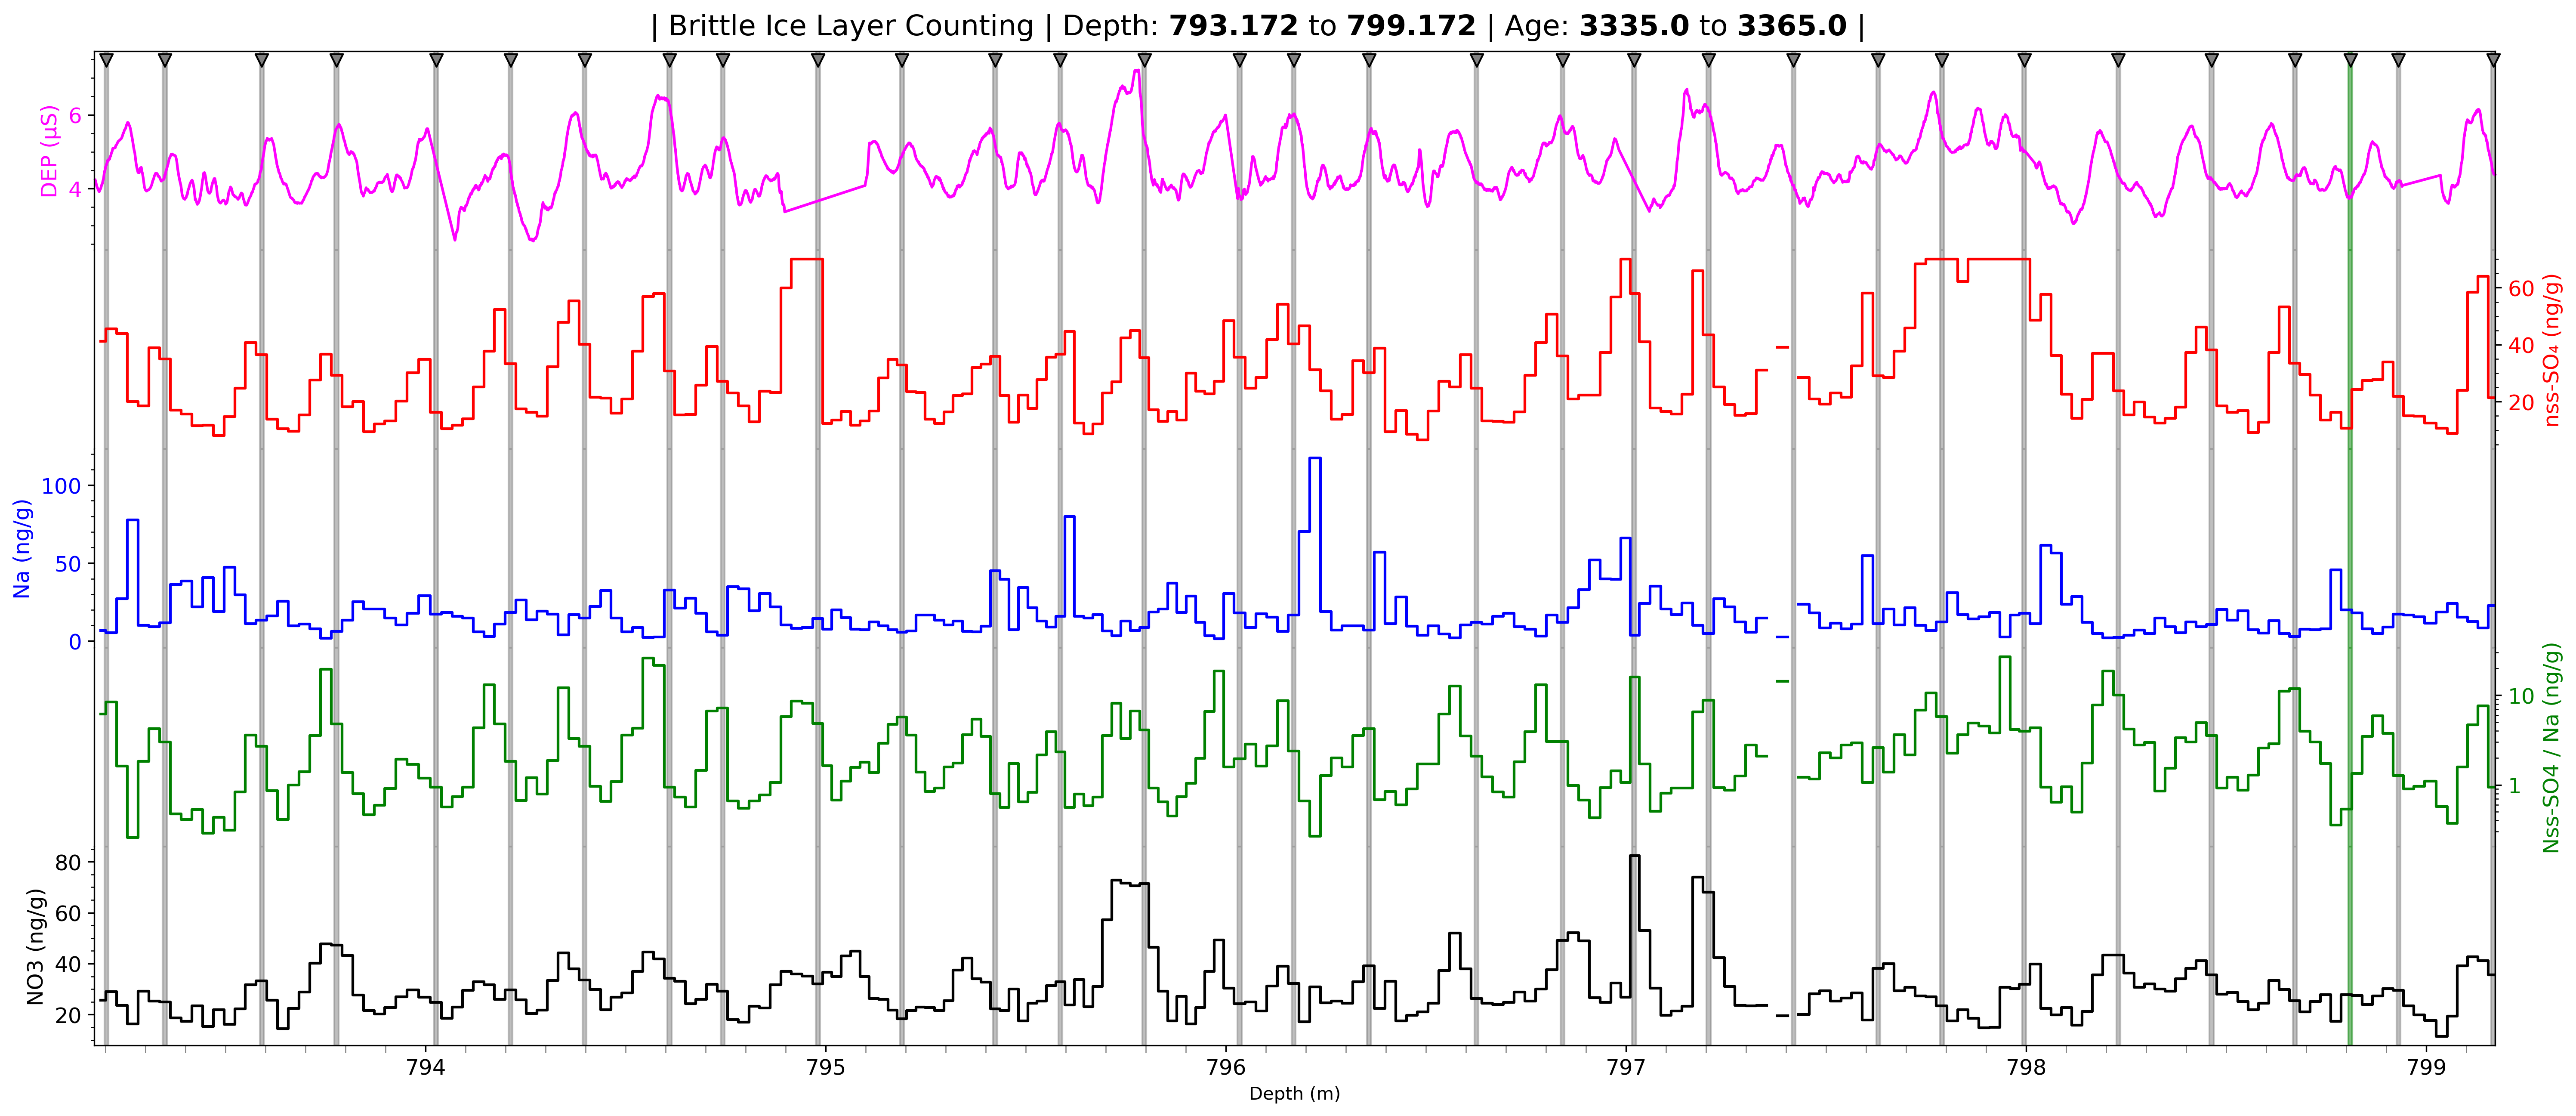 | Brittle Ice Layer Counting | Depth: 793.172 to 799.172 | Age: 3335.0 to 3365.0 |
DEP (μS)
6
4
nss-SO₄ (ng/g)
60
40
20
Na (ng/g)
100
50
0
Nss-SO4 / Na (ng/g)
10
1
NO3 (ng/g)
80
60
40
20
794 795 796 797 798 799
Depth (m)